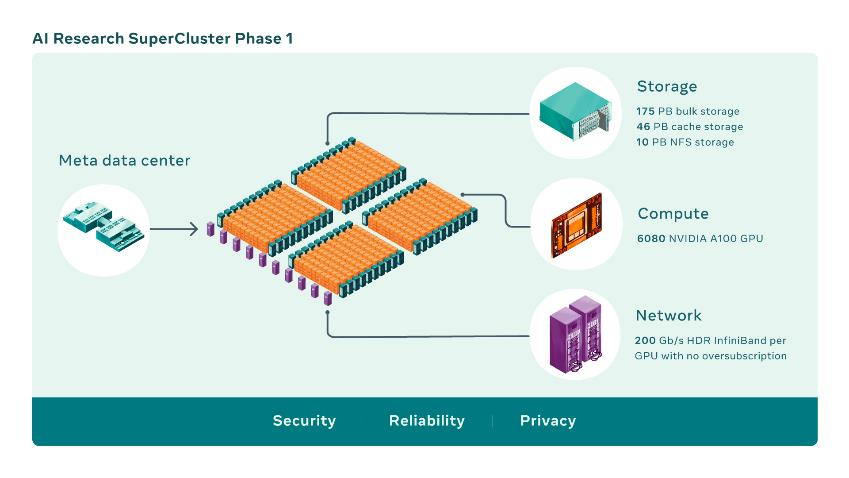 AI Research SuperCluster Phase 1
Meta data center
Storage
175 PB bulk storage
46 PB cache storage
10 PB NFS storage
Compute
6080 NVIDIA A100 GPU
Network
200 Gb/s HDR InfiniBand per
GPU with no oversubscription
Security | Reliability | Privacy